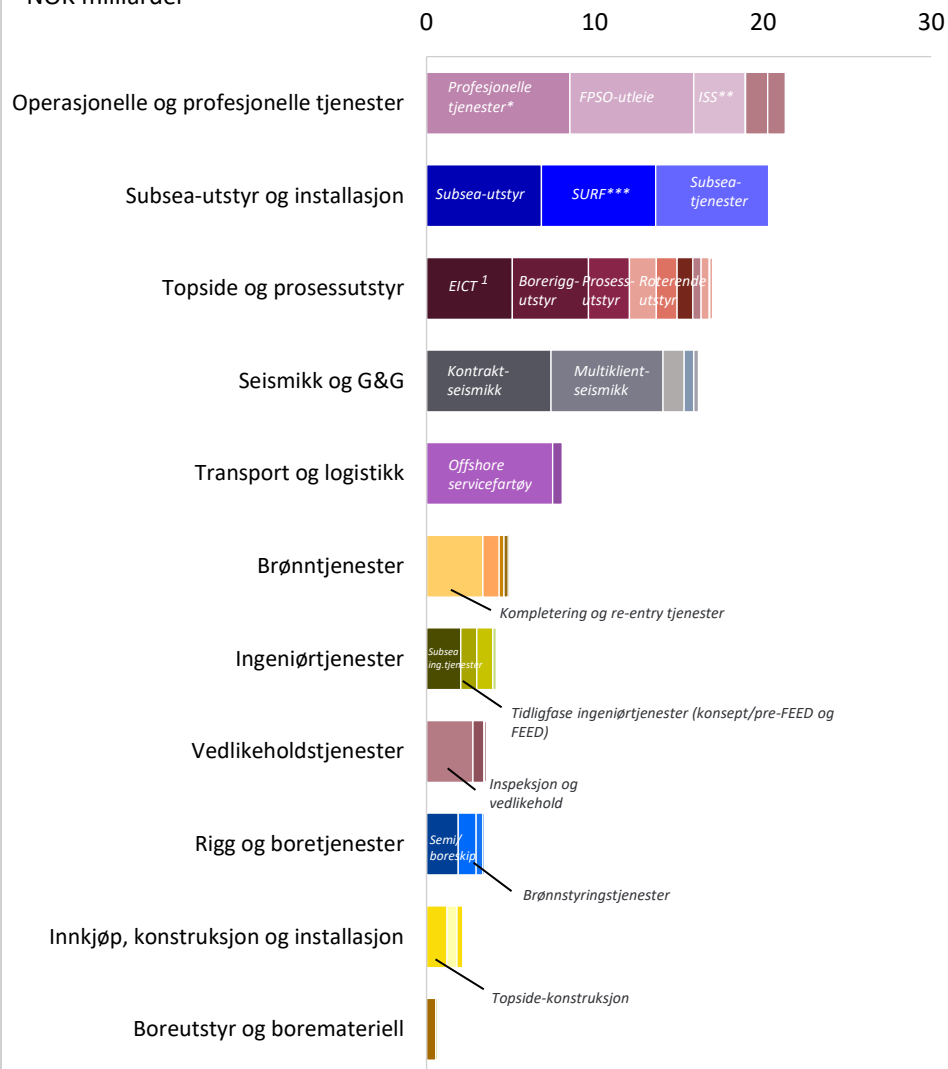 NOK milliarder
0 10 20 30
Operasjonelle og profesjonelle tjenester
Profesjonelle
tjenester*
FPSO-utleie
ISS**
Subsea-utstyr og installasjon
Subsea-utstyr
SURF***
Subsea-
tjenester
Topside og prosessutstyr
EICT 1
Borerigg-
utstyr
Prosess-
utstyr
Roterende
utstyr
Seismikk og G&G
Kontrakt-
seismikk
Multiklient-
seismikk
Transport og logistikk
Offshore
servicefartøy
Brønntjenester
Kompletering og re-entry tjenester
Ingeniørtjenester
Subsea
ing.tjenester
Tidligfase ingeniørtjenester (konsept/pre-FEED og
FEED)
Vedlikeholdstjenester
Inspeksjon og
vedlikehold
Rigg og boretjenester
Semi/
boreskip
Brønnstyringstjenester
Innkjøp, konstruksjon og installasjon
Topside-konstruksjon
Boreutstyr og boremateriell